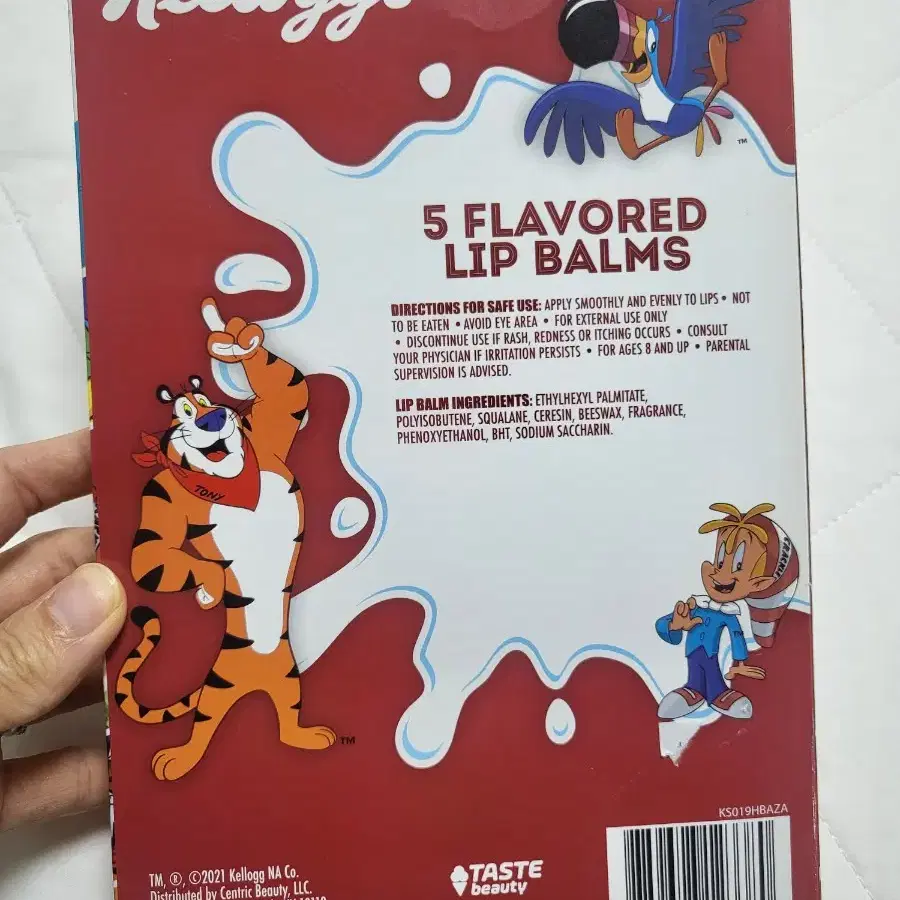 Kellogg's
TM
5 FLAVORED
LIP BALMS
DIRECTIONS FOR SAFE USE: APPLY SMOOTHLY AND EVENLY TO LIPS • NOT
TO BE EATEN • AVOID EYE AREA • FOR EXTERNAL USE ONLY
• DISCONTINUE USE IF RASH, REDNESS OR ITCHING OCCURS • CONSULT
YOUR PHYSICIAN IF IRRITATION PERSISTS • FOR AGES 8 AND UP • PARENTAL
SUPERVISION IS ADVISED.
LIP BALM INGREDIENTS: ETHYLHEXYL PALMITATE,
POLYISOBUTENE, SQUALANE, CERESIN, BEESWAX, FRAGRANCE,
PHENOXYETHANOL, BHT, SODIUM SACCHARIN.
TONY
CRACKLE
TM
TM
KS019HBAZA
TM, ®, ©2021 Kellogg NA Co.
Distributed by Centric Beauty, LLC.
TASTE
beauty